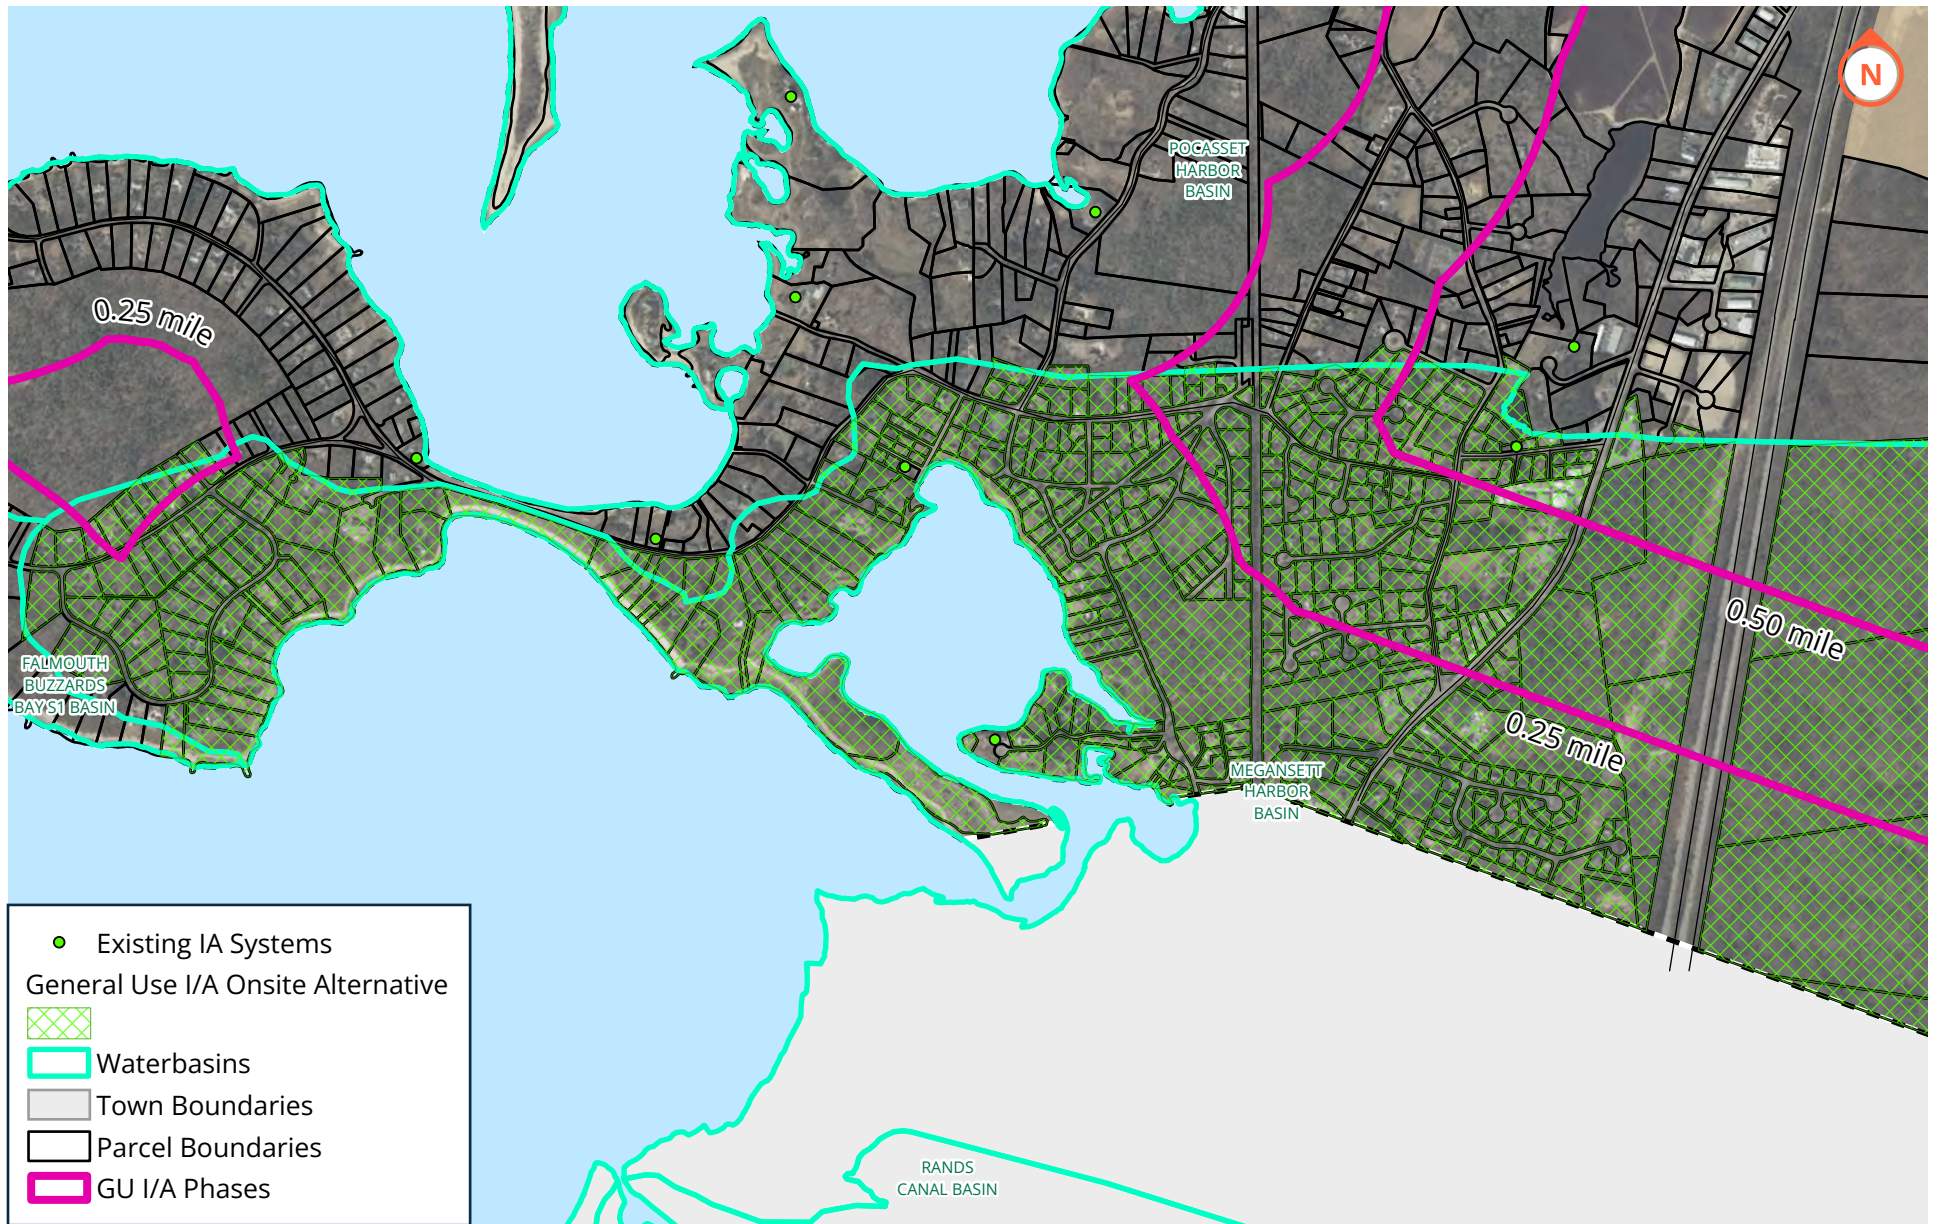 N
POCASSET
HARBOR
BASIN
0.25 mile
0.50 mile
FALMOUTH
BUZZARDS
BAY S1 BASIN
0.25 mile
MEGANSETT
HARBOR
BASIN
Existing IA Systems
General Use I/A Onsite Alternative
Waterbasins
Town Boundaries
Parcel Boundaries
GU I/A Phases
RANDS
CANAL BASIN